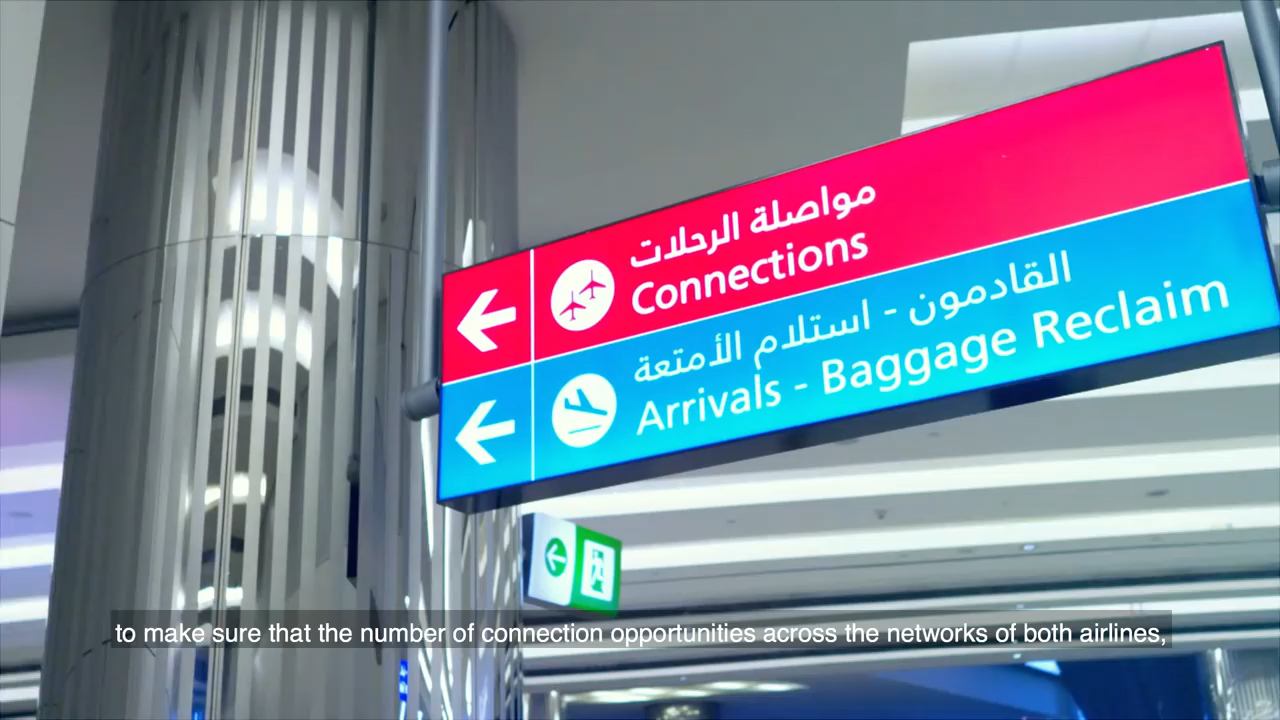 مواصلة الرحلات
Connections
القادمون - استلام الأمتعة
Arrivals - Baggage Reclaim
to make sure that the number of connection opportunities across the networks of both airlines,